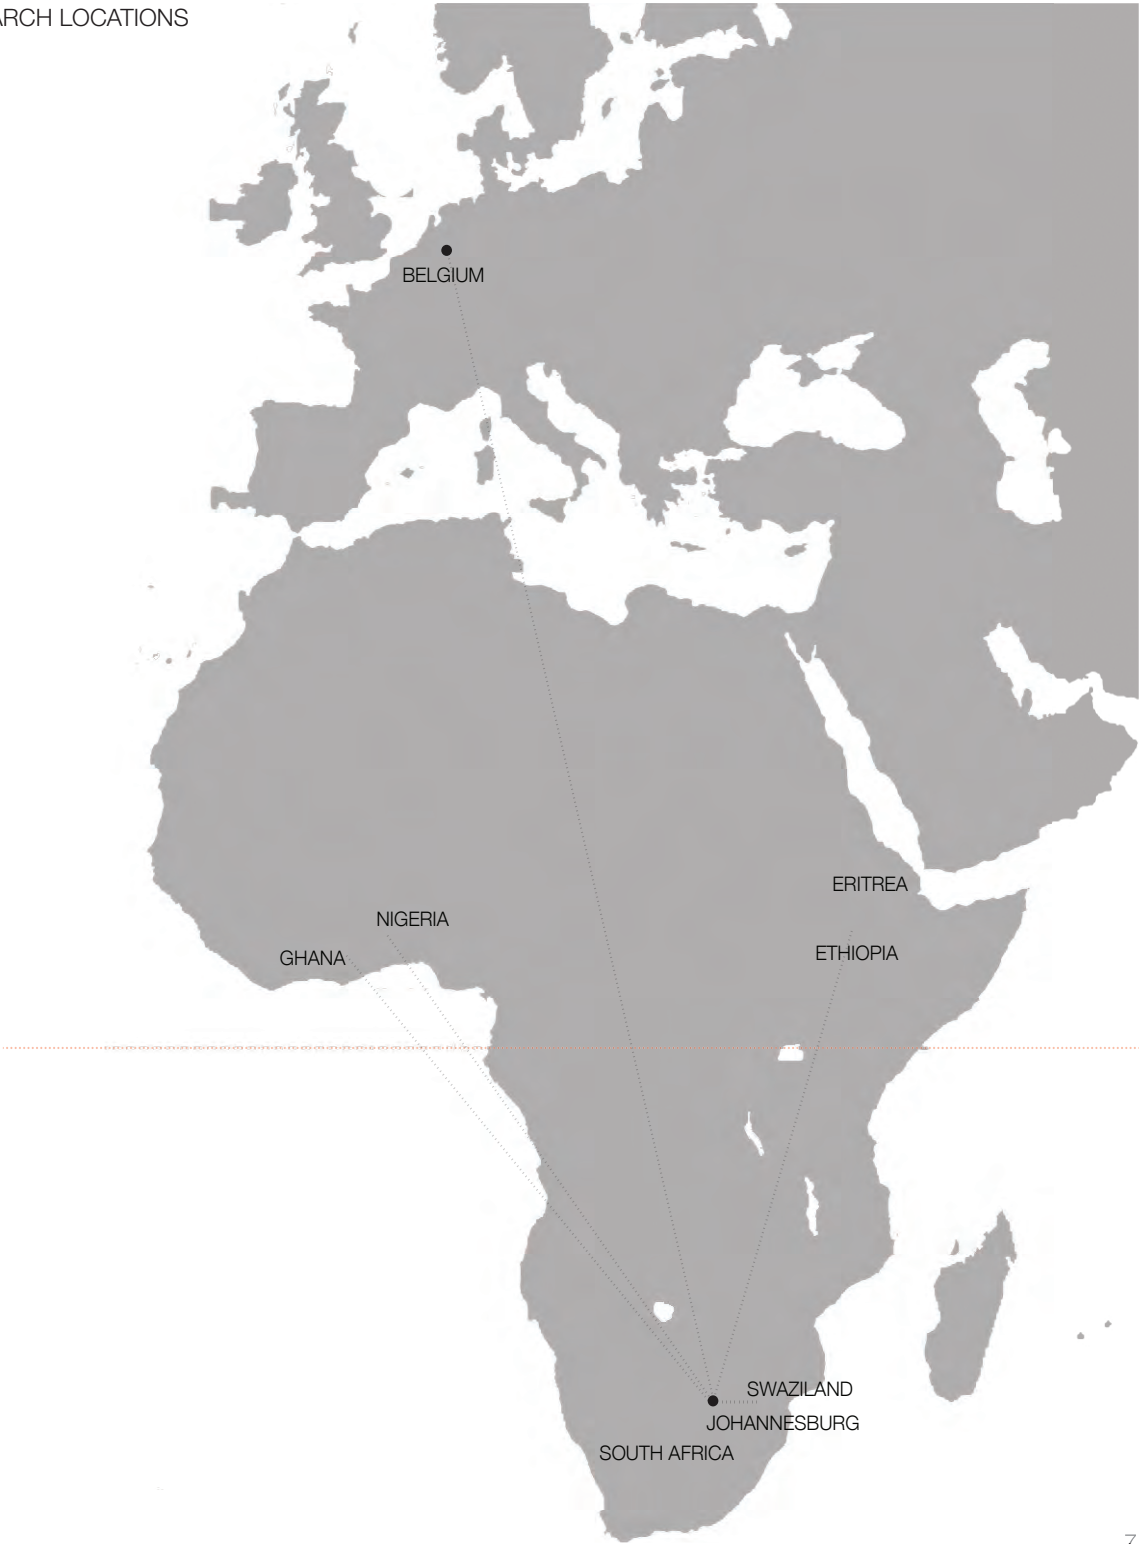 ARCH LOCATIONS
BELGIUM
ERITREA
NIGERIA
ETHIOPIA
GHANA
SWAZILAND
JOHANNESBURG
SOUTH AFRICA
7